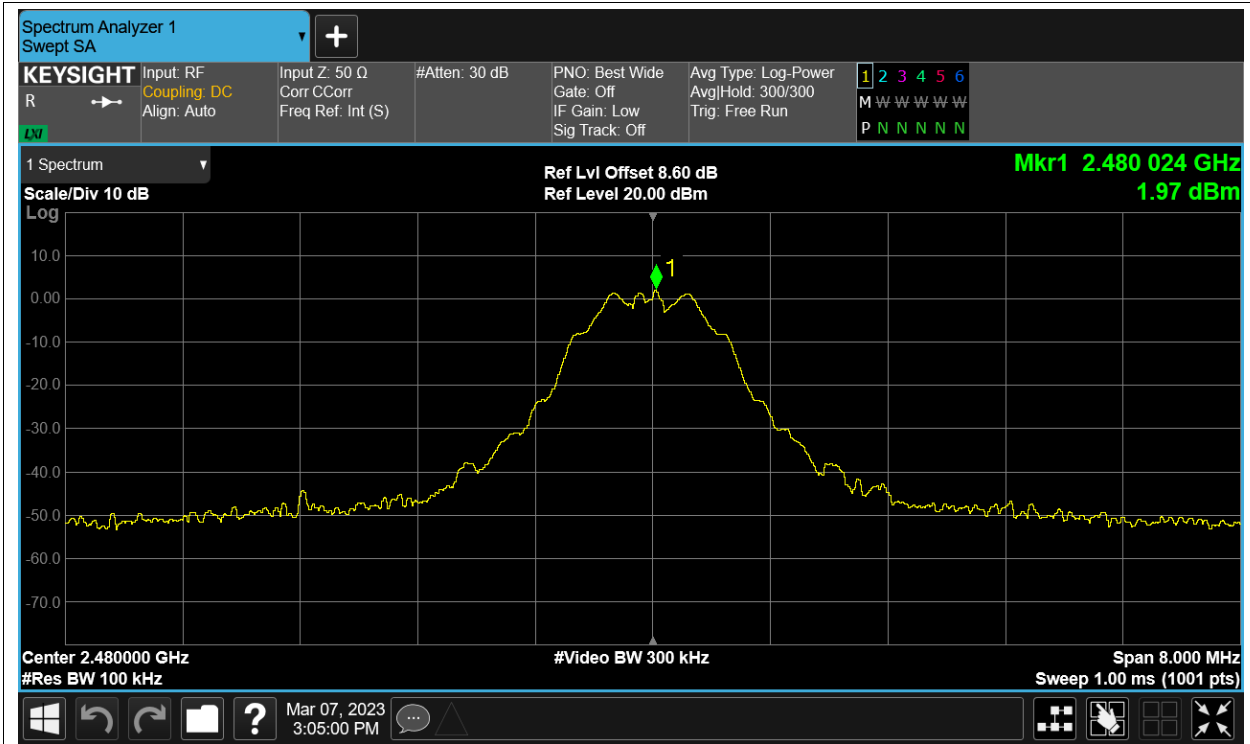 Spectrum Analyzer 1
Swept SA
KEYSIGHT
R
LXI
Input: RF
Coupling: DC
Align: Auto
Input Z: 50 Ω
Corr CCorr
Freq Ref: Int (S)
#Atten: 30 dB
PNO: Best Wide
Gate: Off
IF Gain: Low
Sig Track: Off
Avg Type: Log-Power
Avg|Hold: 300/300
Trig: Free Run
1 2 3 4 5 6
M W W W W W
P N N N N N
1 Spectrum
Scale/Div 10 dB
Log
Ref Lvl Offset 8.60 dB
Ref Level 20.00 dBm
Mkr1 2.480 024 GHz
1.97 dBm
1
10.0
0.00
-10.0
-20.0
-30.0
-40.0
-50.0
-60.0
-70.0
Center 2.480000 GHz
#Res BW 100 kHz
#Video BW 300 kHz
Span 8.000 MHz
Sweep 1.00 ms (1001 pts)
?
Mar 07, 2023
3:05:00 PM